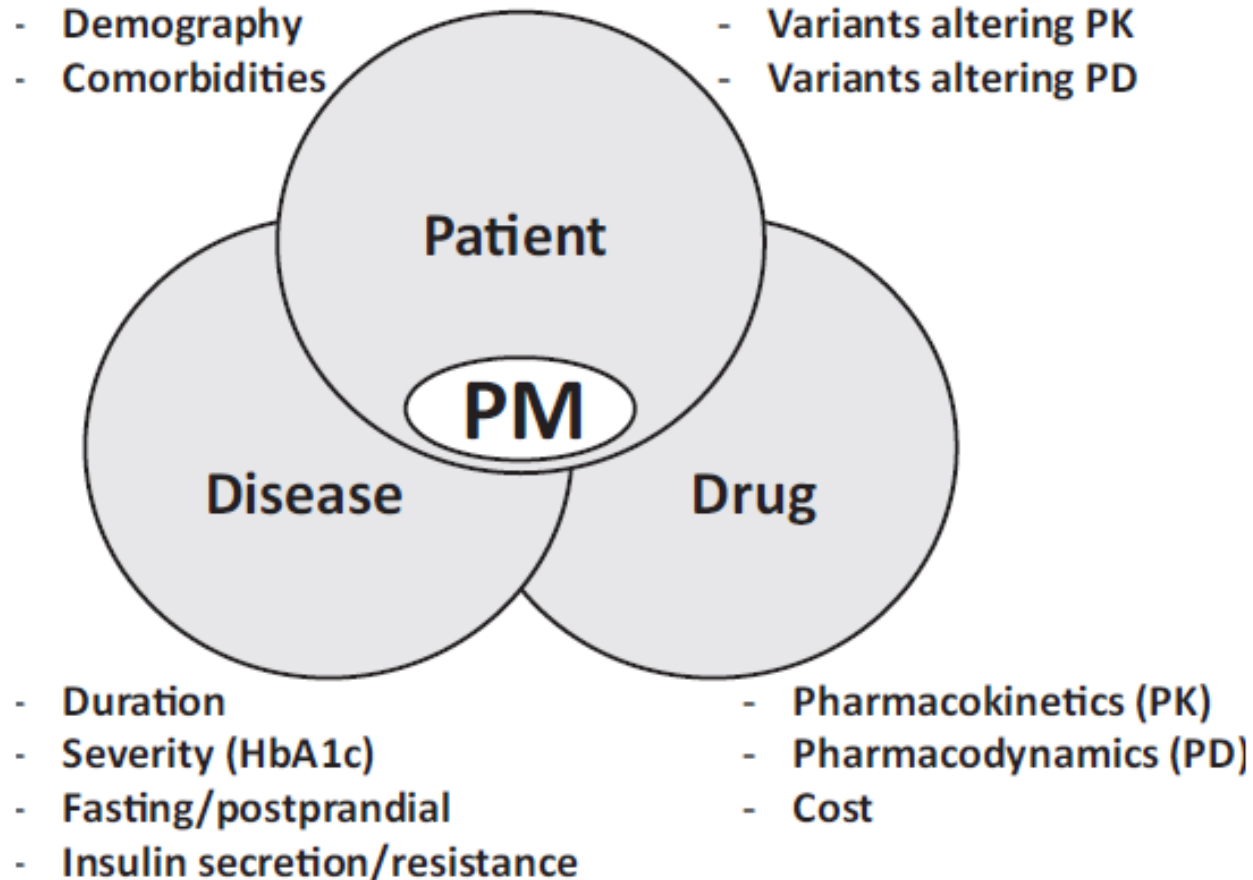 - Demography
- Comorbidities
- Variants altering PK
- Variants altering PD
Patient
PM
Disease
Drug
- Duration
- Severity (HbA1c)
- Fasting/postprandial
- Insulin secretion/resistance
- Pharmacokinetics (PK)
- Pharmacodynamics (PD)
- Cost